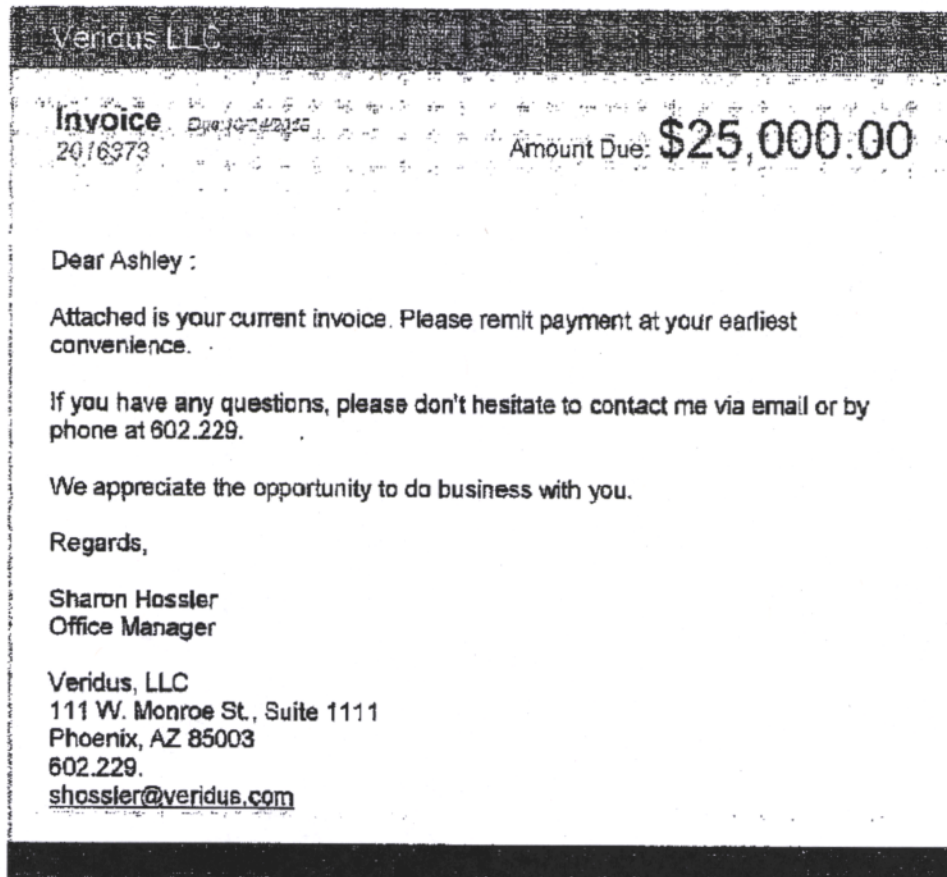 Veridus LLC
Invoice
2016373
Amount Due: $25,000.00
Dear Ashley :
Attached is your current invoice. Please remit payment at your earliest
convenience.
If you have any questions, please don't hesitate to contact me via email or by
phone at 602.229.
We appreciate the opportunity to do business with you.
Regards,
Sharon Hossler
Office Manager
Veridus, LLC
111 W. Monroe St., Suite 1111
Phoenix, AZ 85003
602.229.
shossler@veridus.com